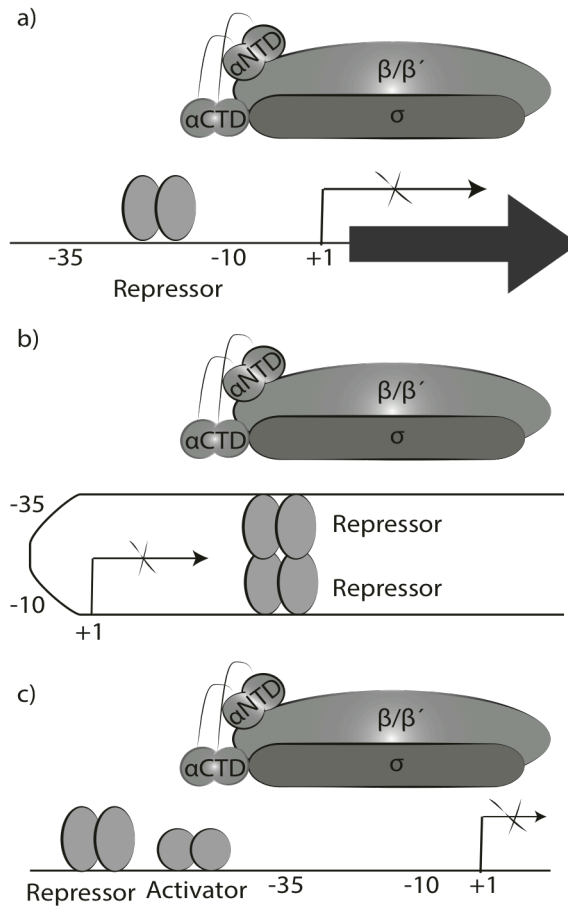 a)
αNTD
β/β´
αCTD
σ
-35
-10
+1
Repressor
b)
αNTD
β/β´
αCTD
σ
-35
Repressor
Repressor
-10
+1
c)
αNTD
β/β´
αCTD
σ
Repressor Activator -35 -10 +1